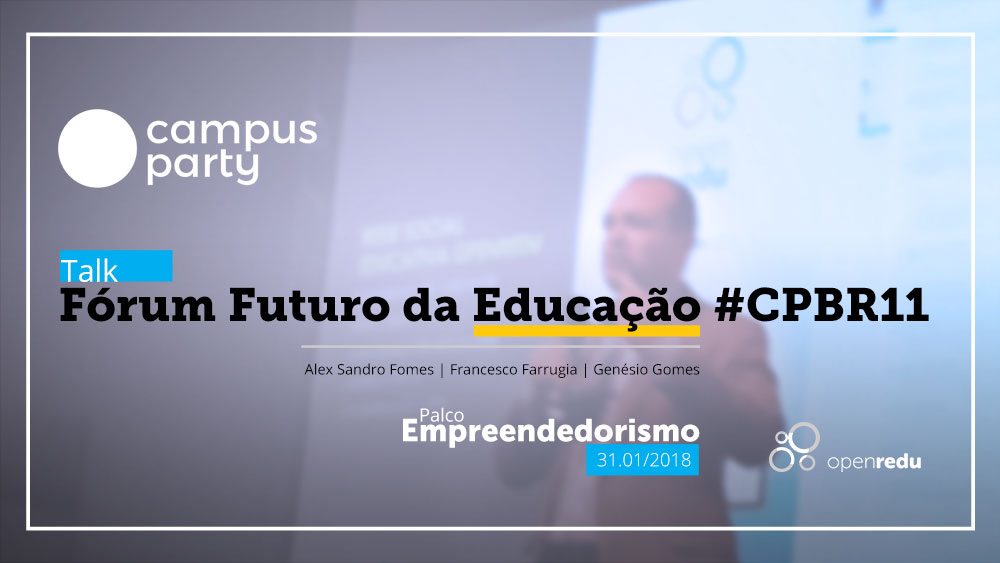 campus
party
Talk
Fórum Futuro da Educação #CPBR11
Alex Sandro Fomes | Francesco Farrugia | Genésio Gomes
Palco
Empreendedorismo
31.01/2018
openredu